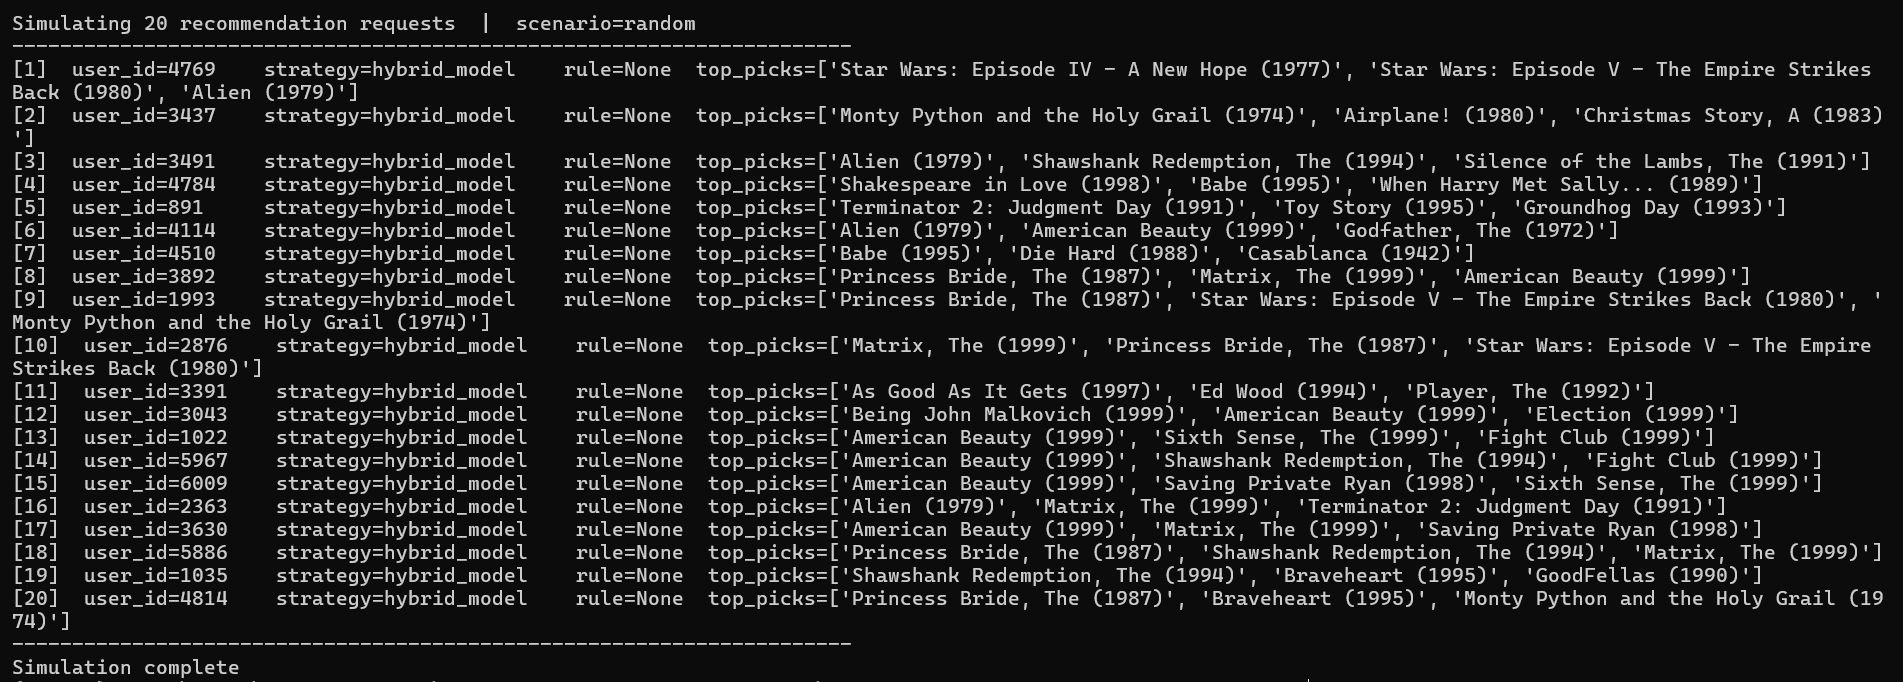 Simulating 20 recommendation requests  |  scenario=random
----------------------------------------------------------------------
[1]  user_id=4769    strategy=hybrid_model    rule=None  top_picks=['Star Wars: Episode IV - A New Hope (1977)', 'Star Wars: Episode V - The Empire Strikes
Back (1980)', 'Alien (1979)']
[2]  user_id=3437    strategy=hybrid_model    rule=None  top_picks=['Monty Python and the Holy Grail (1974)', 'Airplane! (1980)', 'Christmas Story, A (1983)
']
[3]  user_id=3491    strategy=hybrid_model    rule=None  top_picks=['Alien (1979)', 'Shawshank Redemption, The (1994)', 'Silence of the Lambs, The (1991)']
[4]  user_id=4784    strategy=hybrid_model    rule=None  top_picks=['Shakespeare in Love (1998)', 'Babe (1995)', 'When Harry Met Sally... (1989)']
[5]  user_id=891     strategy=hybrid_model    rule=None  top_picks=['Terminator 2: Judgment Day (1991)', 'Toy Story (1995)', 'Groundhog Day (1993)']
[6]  user_id=4114    strategy=hybrid_model    rule=None  top_picks=['Alien (1979)', 'American Beauty (1999)', 'Godfather, The (1972)']
[7]  user_id=4510    strategy=hybrid_model    rule=None  top_picks=['Babe (1995)', 'Die Hard (1988)', 'Casablanca (1942)']
[8]  user_id=3892    strategy=hybrid_model    rule=None  top_picks=['Princess Bride, The (1987)', 'Matrix, The (1999)', 'American Beauty (1999)']
[9]  user_id=1993    strategy=hybrid_model    rule=None  top_picks=['Princess Bride, The (1987)', 'Star Wars: Episode V - The Empire Strikes Back (1980)', '
Monty Python and the Holy Grail (1974)']
[10]  user_id=2876    strategy=hybrid_model    rule=None  top_picks=['Matrix, The (1999)', 'Princess Bride, The (1987)', 'Star Wars: Episode V - The Empire
Strikes Back (1980)']
[11]  user_id=3391    strategy=hybrid_model    rule=None  top_picks=['As Good As It Gets (1997)', 'Ed Wood (1994)', 'Player, The (1992)']
[12]  user_id=3043    strategy=hybrid_model    rule=None  top_picks=['Being John Malkovich (1999)', 'American Beauty (1999)', 'Election (1999)']
[13]  user_id=1022    strategy=hybrid_model    rule=None  top_picks=['American Beauty (1999)', 'Sixth Sense, The (1999)', 'Fight Club (1999)']
[14]  user_id=5967    strategy=hybrid_model    rule=None  top_picks=['American Beauty (1999)', 'Shawshank Redemption, The (1994)', 'Fight Club (1999)']
[15]  user_id=6009    strategy=hybrid_model    rule=None  top_picks=['American Beauty (1999)', 'Saving Private Ryan (1998)', 'Sixth Sense, The (1999)']
[16]  user_id=2363    strategy=hybrid_model    rule=None  top_picks=['Alien (1979)', 'Matrix, The (1999)', 'Terminator 2: Judgment Day (1991)']
[17]  user_id=3630    strategy=hybrid_model    rule=None  top_picks=['American Beauty (1999)', 'Matrix, The (1999)', 'Saving Private Ryan (1998)']
[18]  user_id=5886    strategy=hybrid_model    rule=None  top_picks=['Princess Bride, The (1987)', 'Shawshank Redemption, The (1994)', 'Matrix, The (1999)']
[19]  user_id=1035    strategy=hybrid_model    rule=None  top_picks=['Shawshank Redemption, The (1994)', 'Braveheart (1995)', 'GoodFellas (1990)']
[20]  user_id=4814    strategy=hybrid_model    rule=None  top_picks=['Princess Bride, The (1987)', 'Braveheart (1995)', 'Monty Python and the Holy Grail (19
74)']
----------------------------------------------------------------------
Simulation complete